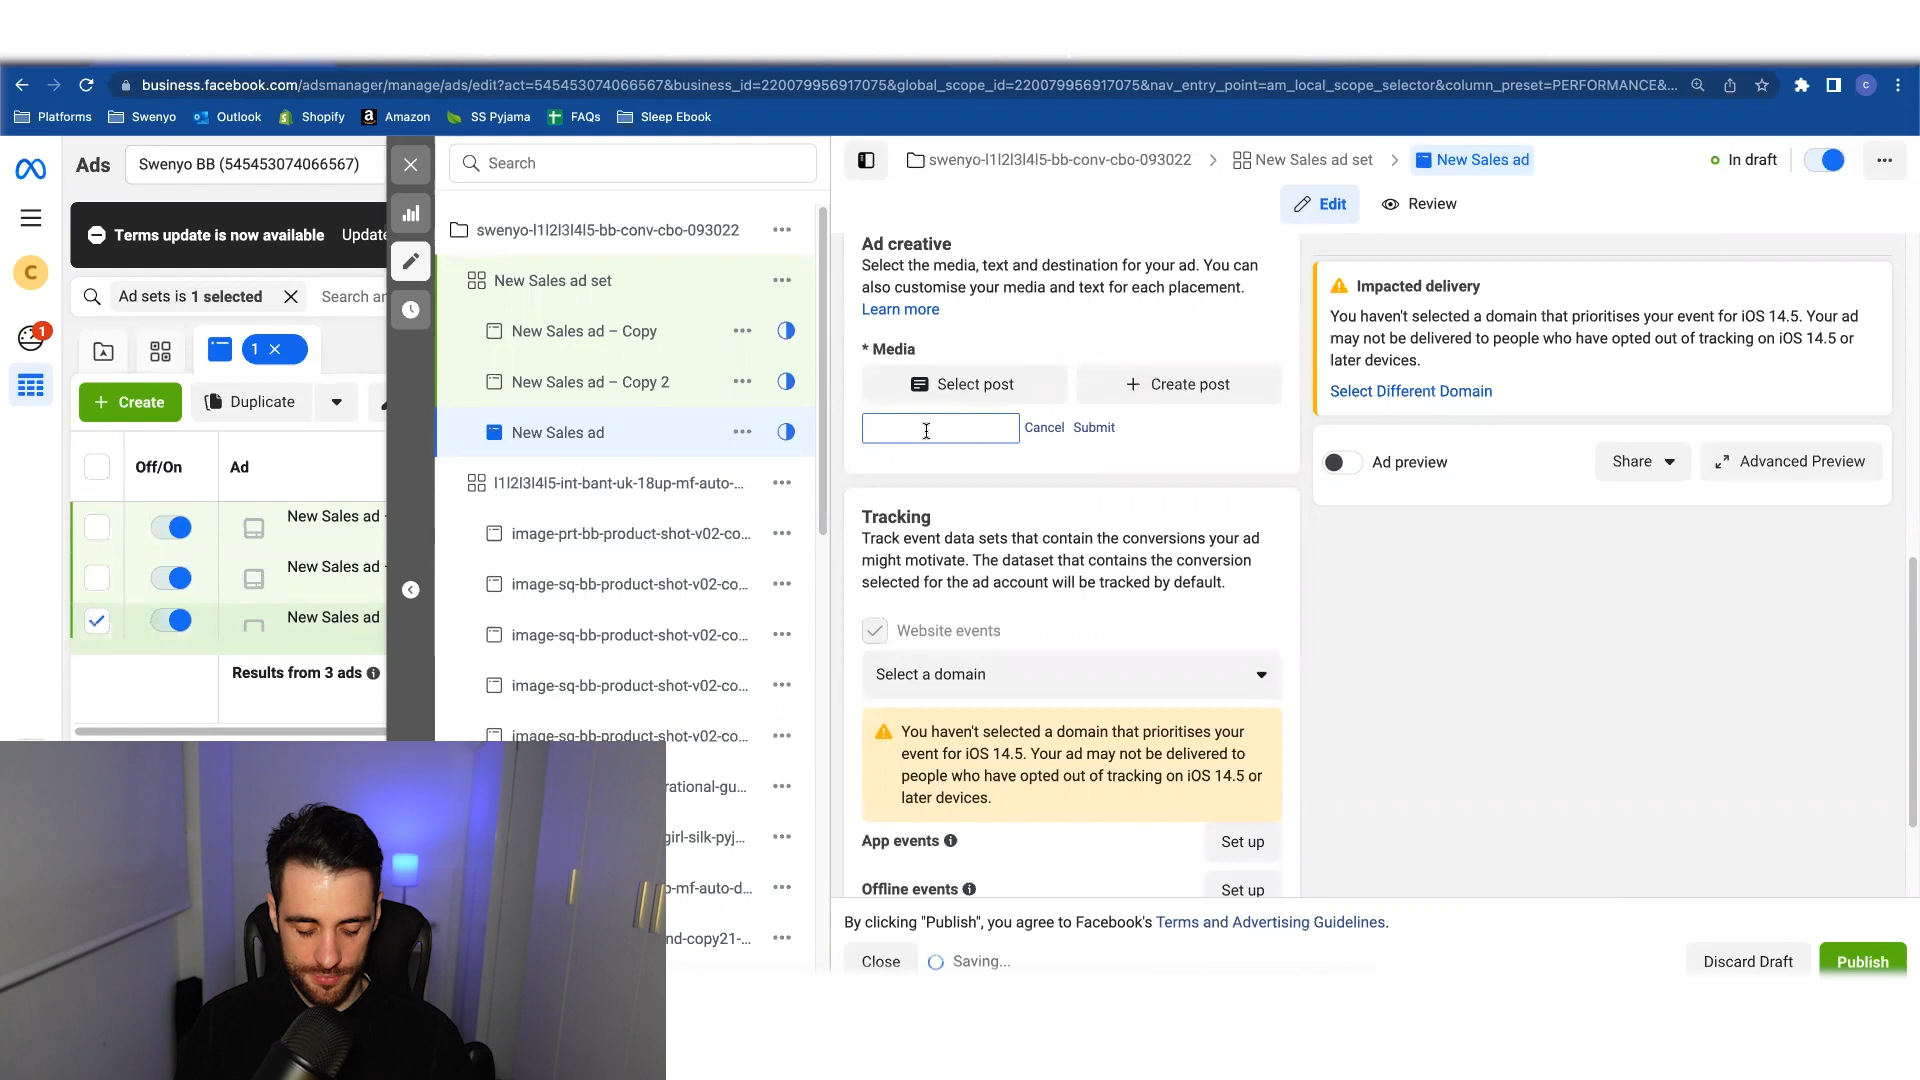 business.facebook.com/adsmanager/manage/ads/edit?act=545453074066567&business_id=220079956917075&global_scope_id=220079956917075&nav_entry_point=am_local_scope_selector&column_preset=PERFORMANCE&...
Platforms Swenyo Outlook Shopify Amazon SS Pyjama FAQs Sleep Ebook
Ads
Swenyo BB (545453074066567)
Terms update is now available Update
Ad sets is 1 selected
Search an
1
1
Create
Duplicate
Off/On Ad
New Sales ad -
New Sales ad -
New Sales ad
Results from 3 ads
C
C
Search
swenyo-l1l2l3l4l5-bb-conv-cbo-093022
New Sales ad set
New Sales ad – Copy
New Sales ad – Copy 2
New Sales ad
l1l2l3l4l5-int-bant-uk-18up-mf-auto-...
image-prt-bb-product-shot-v02-co...
image-sq-bb-product-shot-v02-co...
image-sq-bb-product-shot-v02-co...
image-sq-bb-product-shot-v02-co...
image-sq-bb-product-shot-v02-co...
rational-gu...
girl-silk-pyj...
p-mf-auto-d...
nd-copy21-...
swenyo-l1l2l3l4l5-bb-conv-cbo-093022 > New Sales ad set > New Sales ad
In draft
Edit Review
Ad creative
Select the media, text and destination for your ad. You can
also customise your media and text for each placement.
Learn more
* Media
Select post
+ Create post
Cancel Submit
Tracking
Track event data sets that contain the conversions your ad
might motivate. The dataset that contains the conversion
selected for the ad account will be tracked by default.
Website events
Select a domain
You haven't selected a domain that prioritises your
event for iOS 14.5. Your ad may not be delivered to
people who have opted out of tracking on iOS 14.5 or
later devices.
App events
Set up
Offline events
Set up
Impacted delivery
You haven't selected a domain that prioritises your event for iOS 14.5. Your ad
may not be delivered to people who have opted out of tracking on iOS 14.5 or
later devices.
Select Different Domain
Ad preview
Share
Advanced Preview
By clicking "Publish", you agree to Facebook's Terms and Advertising Guidelines.
Close
Saving...
Discard Draft
Publish